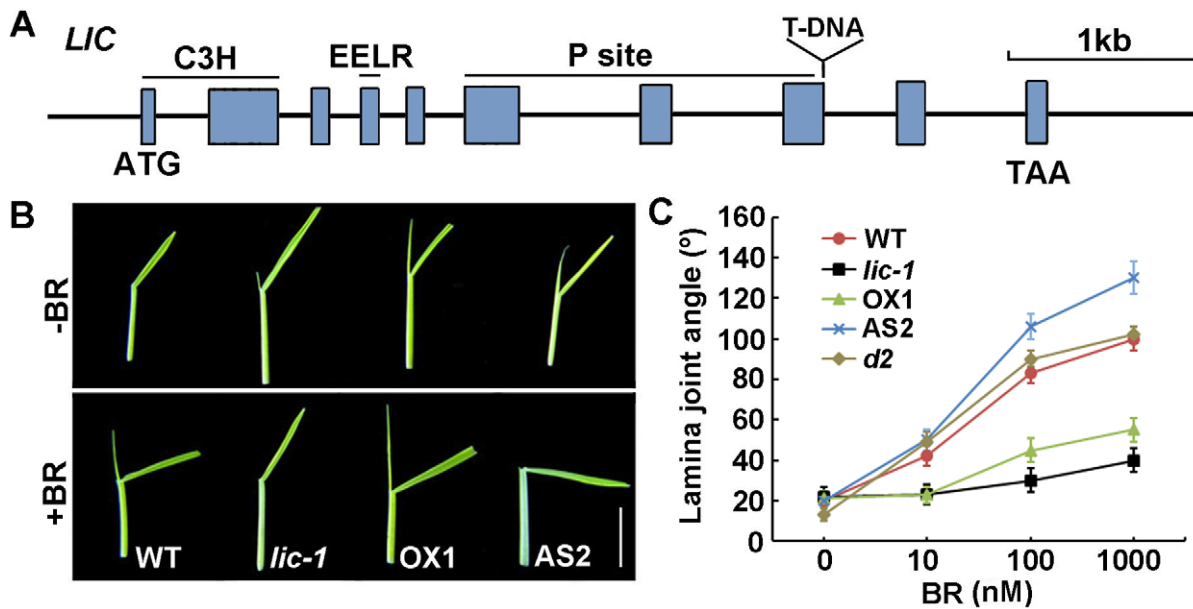 A
LIC
C3H
EELR
P site
T-DNA
1kb
ATG
TAA
B
-BR
+BR
WT
lic-1
OX1
AS2
C
Lamina joint angle (º)
160
140
120
100
80
60
40
20
0
WT
lic-1
OX1
AS2
d2
0 10 100 1000
BR (nM)